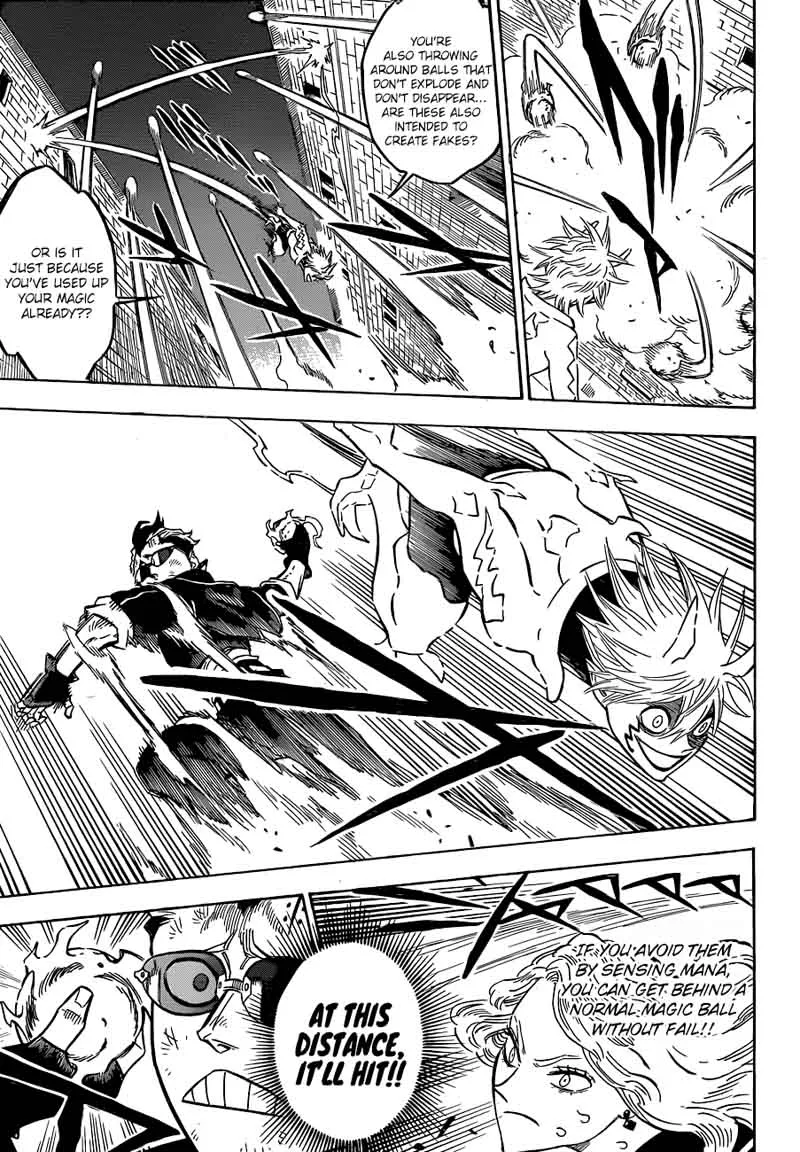 YOU'RE
ALSO THROWING
AROUND BALLS THAT
DON'T EXPLODE AND
DON'T DISAPPEAR...
ARE THESE ALSO
INTENDED TO
CREATE FAKES?
OR IS IT
JUST BECAUSE
YOU'VE USED UP
YOUR MAGIC
ALREADY??
IF YOU AVOID THEM
BY SENSING MANA,
YOU CAN GET BEHIND A
NORMAL MAGIC BALL
WITHOUT FAIL!!
AT THIS
DISTANCE,
IT'LL HIT!!